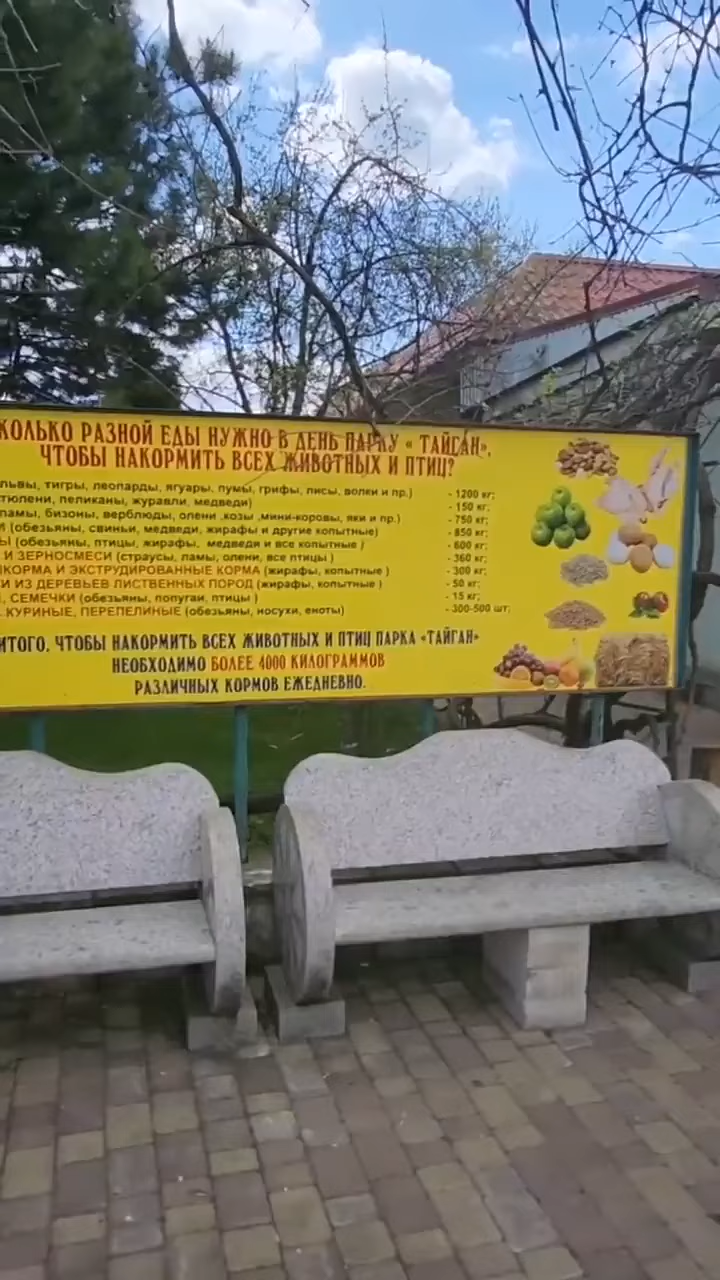 КОЛЬКО РАЗНОЙ ЕДЫ НУЖНО В ДЕНЬ ПАРКУ « ТАЙГАН»,
ЧТОБЫ НАКОРМИТЬ ВСЕХ ЖИВОТНЫХ И ПТИЦ?
львы, тигры, леопарды, ягуары, пумы, грифы, лисы, волки и пр.) - 1200 кг;
тюлени, пеликаны, журавли, медведи) - 150 кг;
ламы, бизоны, верблюды, олени ,козы ,мини-коровы, яки и пр.) - 750 кг;
И (обезьяны, свиньи, медведи, жирафы и другие копытные) - 850 кг;
Ы (обезьяны, птицы, жирафы, медведи и все копытные ) - 600 кг;
И ЗЕРНОСМЕСИ (страусы, ламы, олени, все птицы ) - 360 кг;
КОРМА И ЭКСТРУДИРОВАННЫЕ КОРМА (жирафы, копытные ) - 300 кг;
И ИЗ ДЕРЕВЬЕВ ЛИСТВЕННЫХ ПОРОД (жирафы, копытные ) - 50 кг;
, СЕМЕЧКИ (обезьяны, попугаи, птицы ) - 15 кг;
КУРИНЫЕ, ПЕРЕПЕЛИНЫЕ (обезьяны, носухи, еноты) - 300-500 шт;
ИТОГО, ЧТОБЫ НАКОРМИТЬ ВСЕХ ЖИВОТНЫХ И ПТИЦ ПАРКА «ТАЙГАН»
НЕОБХОДИМО БОЛЕЕ 4000 КИЛОГРАММОВ
РАЗЛИЧНЫХ КОРМОВ ЕЖЕДНЕВНО.